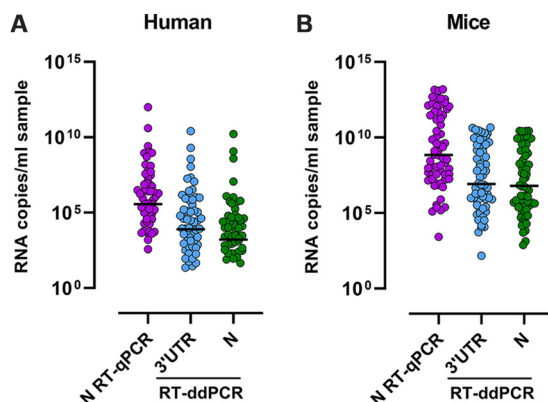 A
Human
RNA copies/ml sample
10^15
10^10
10^5
10^0
N RT-qPCR
3'UTR
N
RT-ddPCR
B
Mice
RNA copies/ml sample
10^15
10^10
10^5
10^0
N RT-qPCR
3'UTR
N
RT-ddPCR